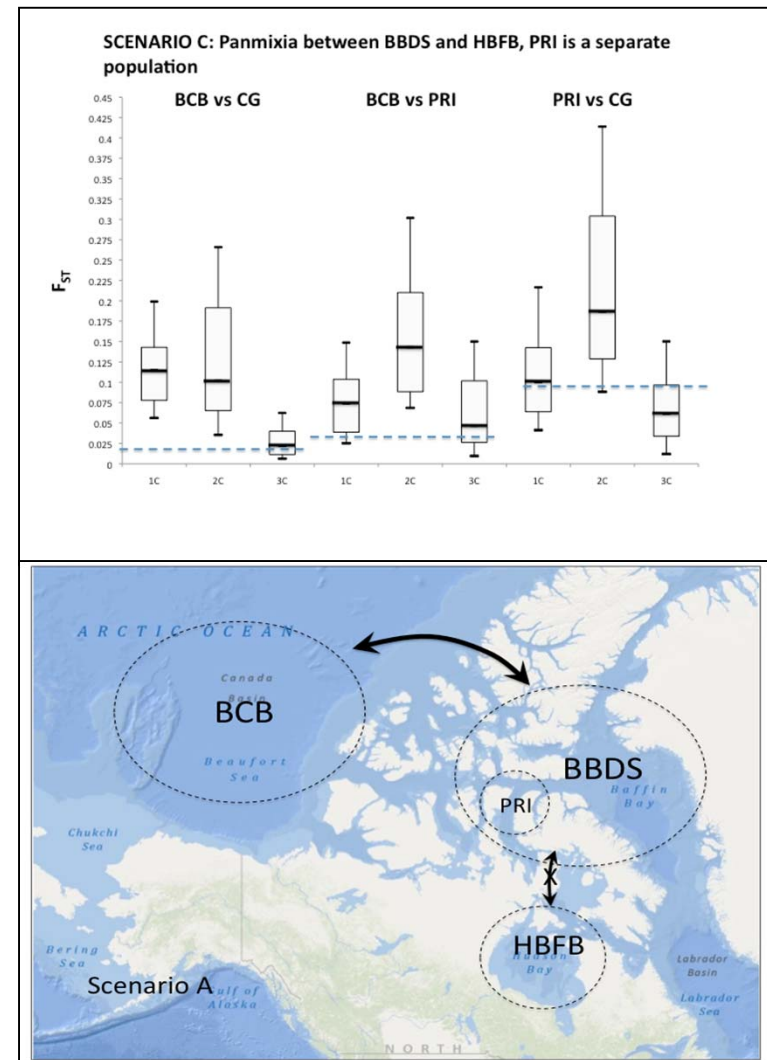 SCENARIO C: Panmixia between BBDS and HBFB, PRI is a separate
population
BCB vs CG BCB vs PRI PRI vs CG
0.45
0.425
0.4
0.375
0.35
0.325
0.3
0.275
0.25
0.225
0.2
0.175
0.15
0.125
0.1
0.075
0.05
0.025
0
FST
1C 2C 3C 1C 2C 3C 1C 2C 3C
ARCTIC OCEAN
Canada
Basin
BCB
Beaufort
Sea
BBDS
Baffin
Bay
PRI
Chukchi
Sea
X
HBFB
Hudson
Bay
Bering
Sea
Labrador
Basin
Scenario A
Gulf of
Alaska
Labrador
Sea
NORTH